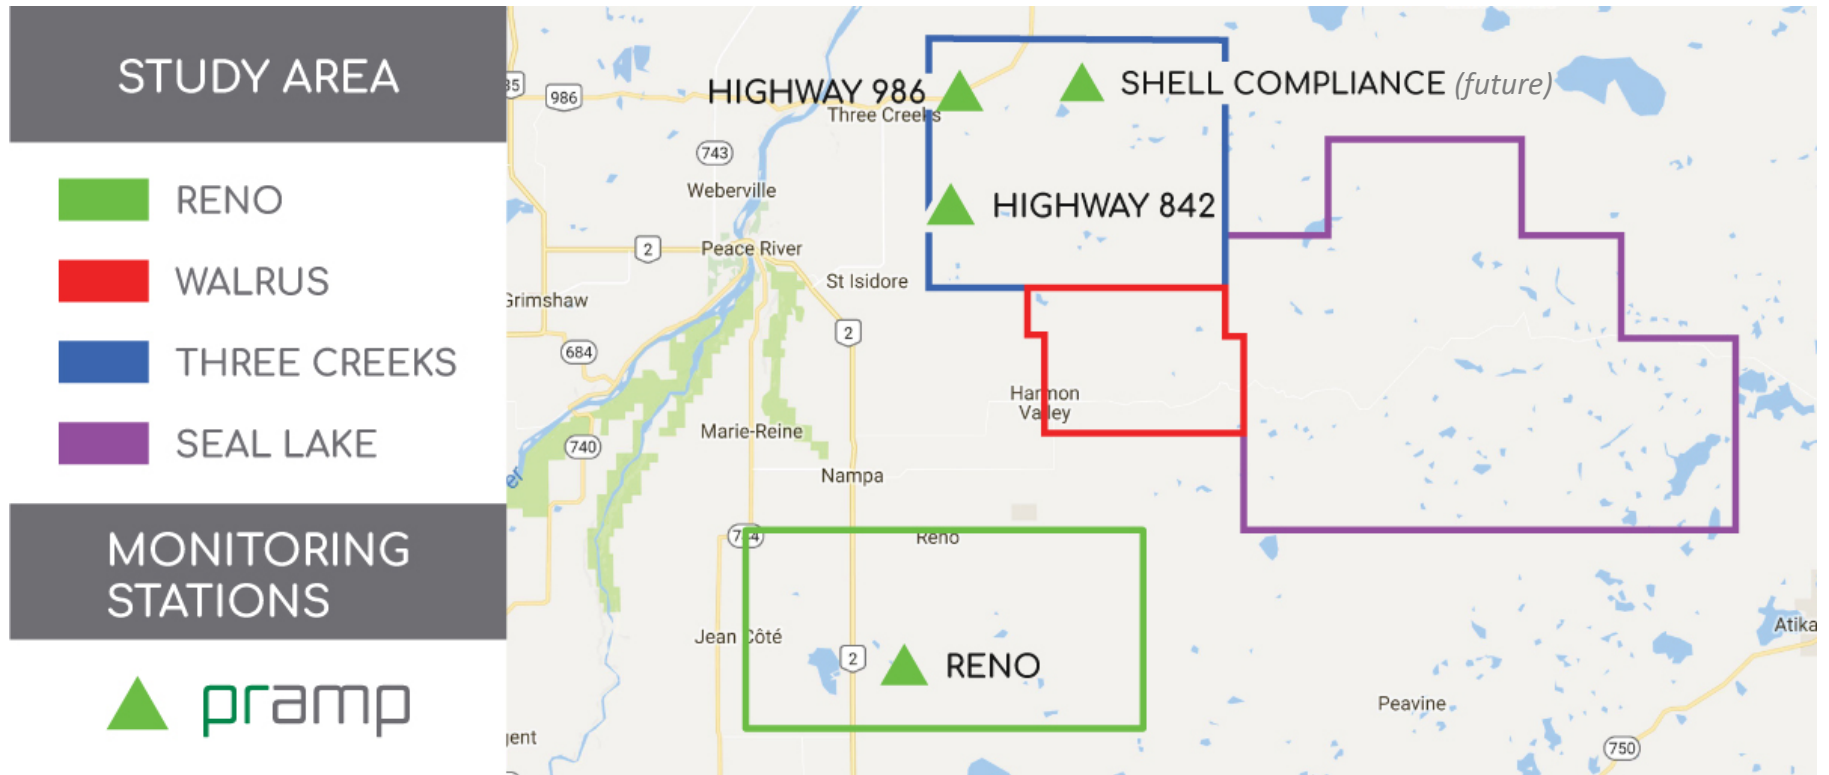 STUDY AREA
RENO
WALRUS
THREE CREEKS
SEAL LAKE
MONITORING
STATIONS
pramp
HIGHWAY 986
SHELL COMPLIANCE (future)
986
Three Creeks
743
Weberville
HIGHWAY 842
2
Peace River
St Isidore
Grimshaw
2
684
Harmon
Valley
Marie-Reine
740
Nampa
Reno
Jean Côté
2
RENO
Atika
Peavine
750